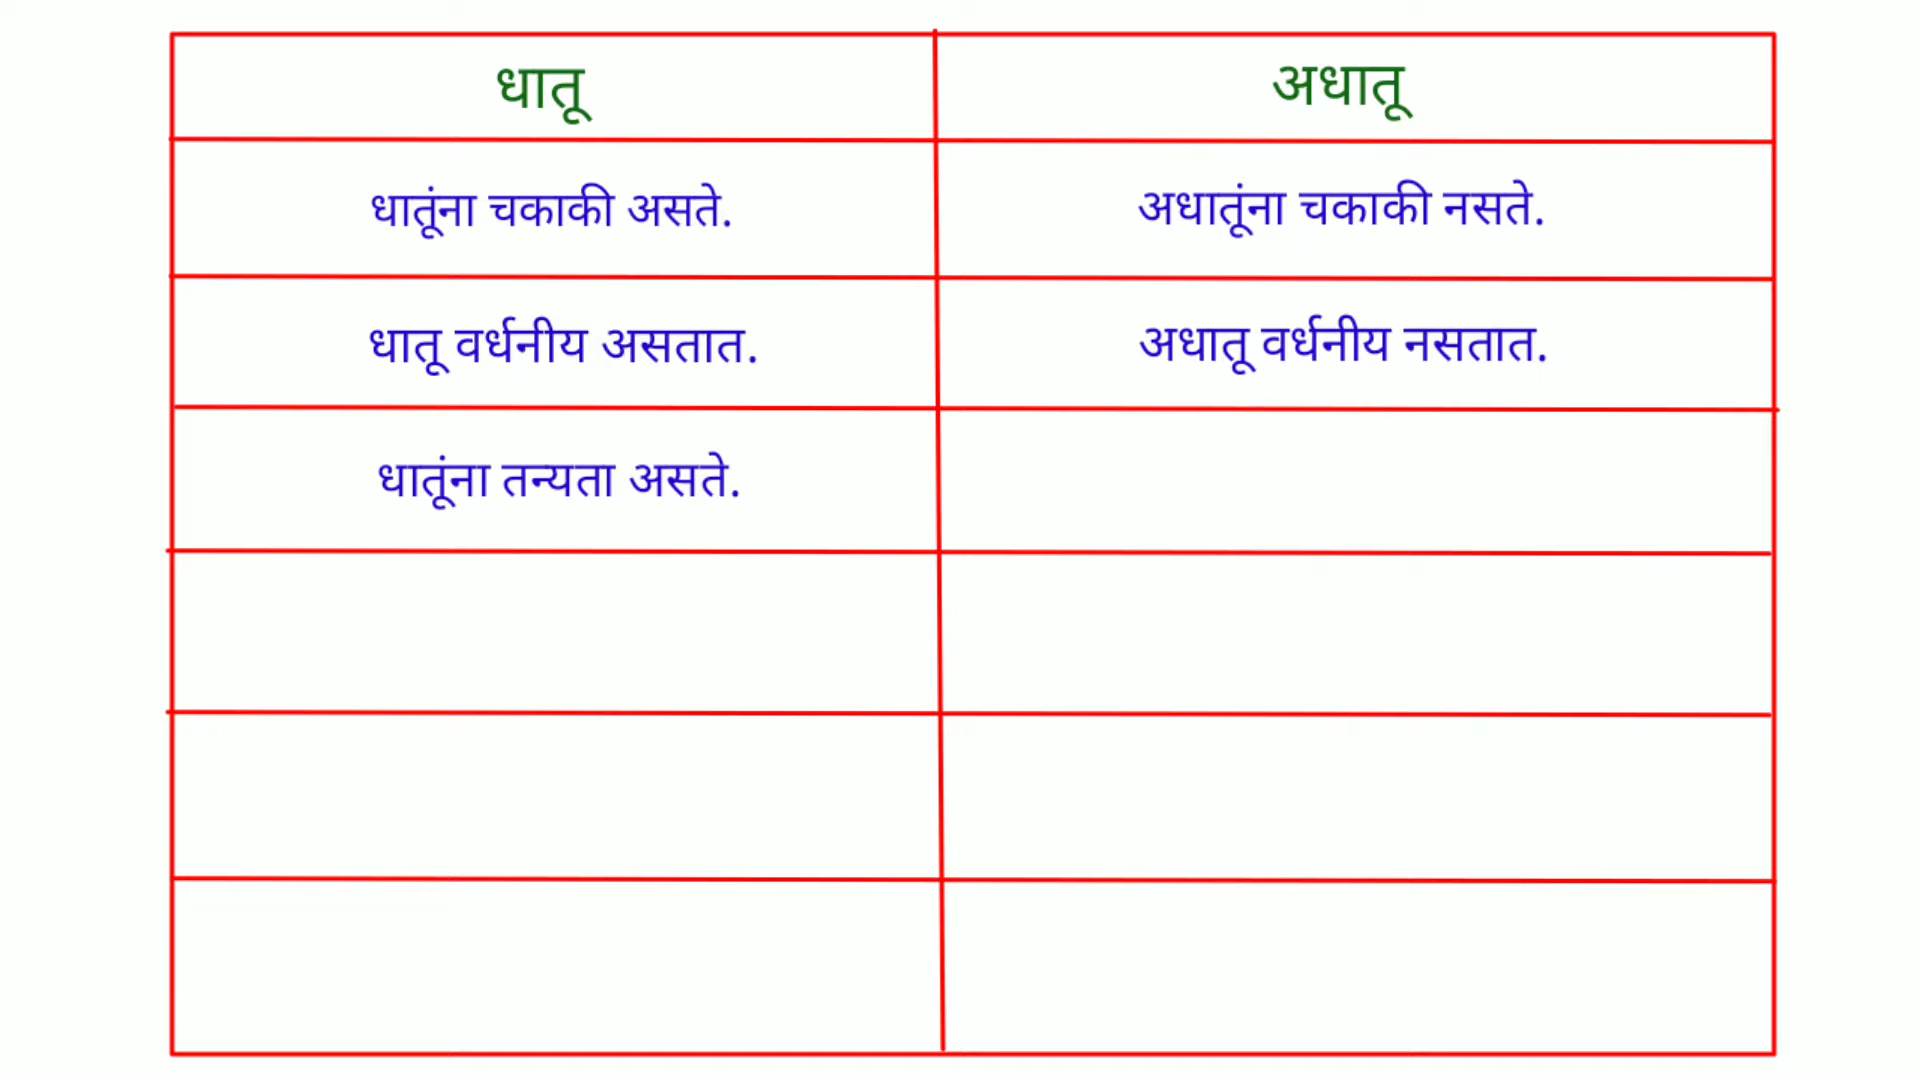 धातू
अधातू
धातूंना चकाकी असते.
अधातूंना चकाकी नसते.
धातू वर्धनीय असतात.
अधातू वर्धनीय नसतात.
धातूंना तन्यता असते.